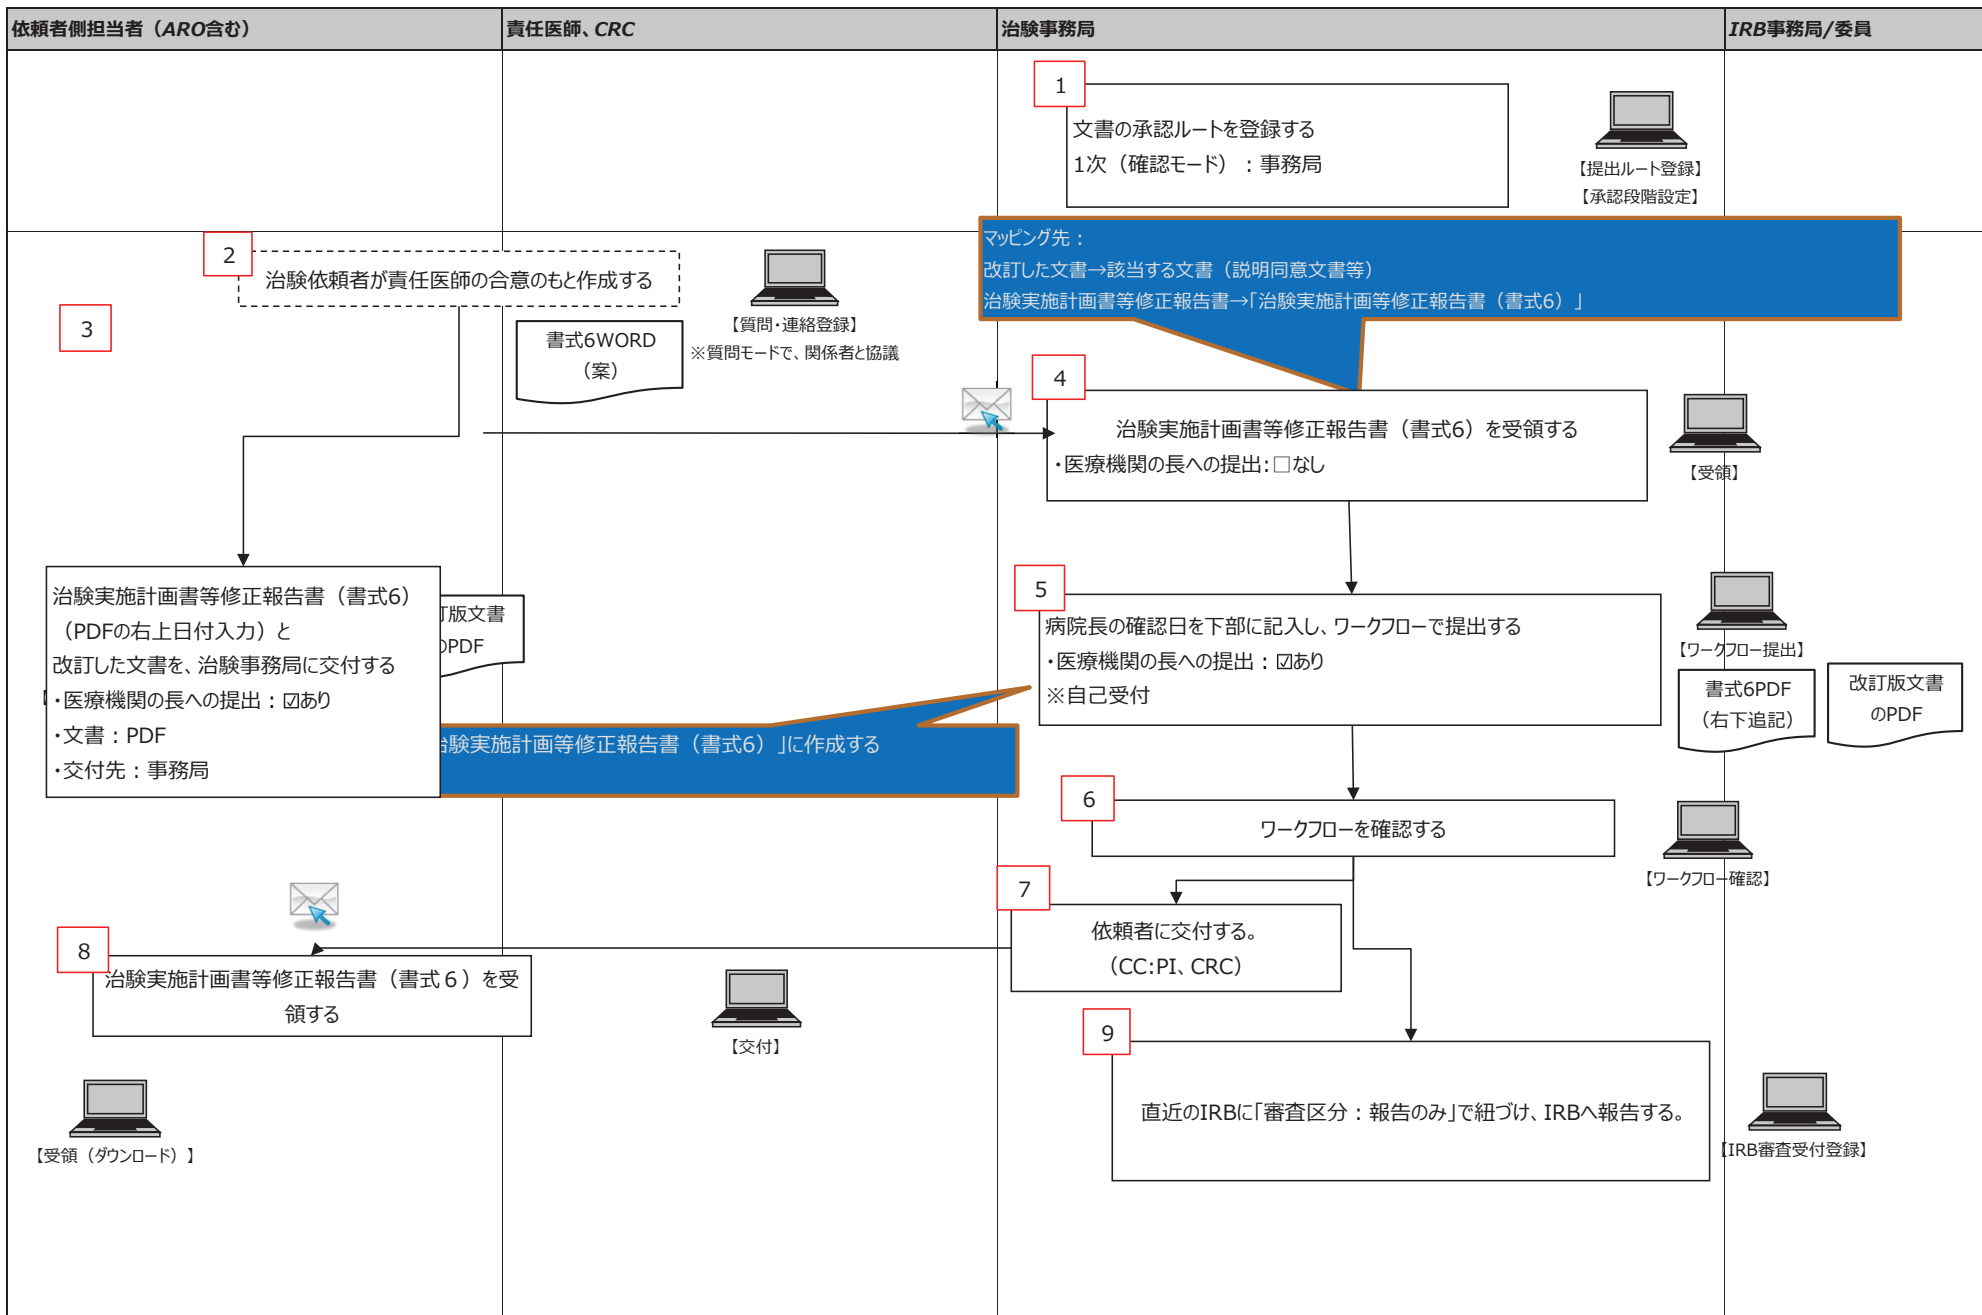 依頼者側担当者（ARO含む）
責任医師、CRC
治験事務局
IRB事務局/委員
1
文書の承認ルートを登録する
1次（確認モード）：事務局
【提出ルート登録】
【承認段階設定】
マッピング先：
改訂した文書→該当する文書（説明同意文書等）
治験実施計画書等修正報告書→「治験実施計画等修正報告書（書式6）」
2
治験依頼者が責任医師の合意のもと作成する
【質問・連絡登録】
※質問モードで、関係者と協議
書式6WORD
（案）
3
4
治験実施計画書等修正報告書（書式6）を受領する
・医療機関の長への提出：□なし
【受領】
治験実施計画書等修正報告書（書式6）
（PDFの右上日付入力）と
改訂した文書を、治験事務局に交付する
・医療機関の長への提出：☑あり
・文書：PDF
・交付先：事務局
版文書
PDF
験実施計画等修正報告書（書式6）」に作成する
5
病院長の確認日を下部に記入し、ワークフローで提出する
・医療機関の長への提出：☑あり
※自己受付
【ワークフロー提出】
書式6PDF
（右下追記）
改訂版文書
のPDF
6
ワークフローを確認する
【ワークフロー確認】
7
依頼者に交付する。
（CC:PI、CRC）
8
治験実施計画書等修正報告書（書式６）を受
領する
【交付】
【受領（ダウンロード）】
9
直近のIRBに「審査区分：報告のみ」で紐づけ、IRBへ報告する。
【IRB審査受付登録】